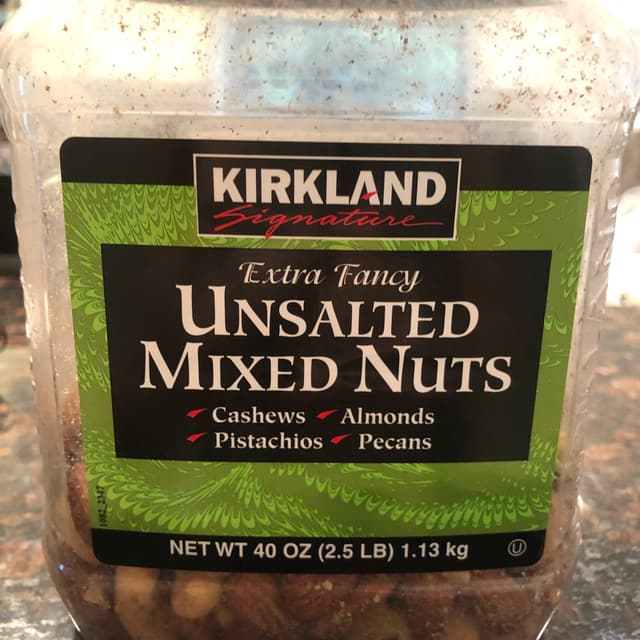 KIRKLAND
Signature
Extra Fancy
UNSALTED
MIXED NUTS
Cashews Almonds
Pistachios Pecans
NET WT 40 OZ (2.5 LB) 1.13 kg
U